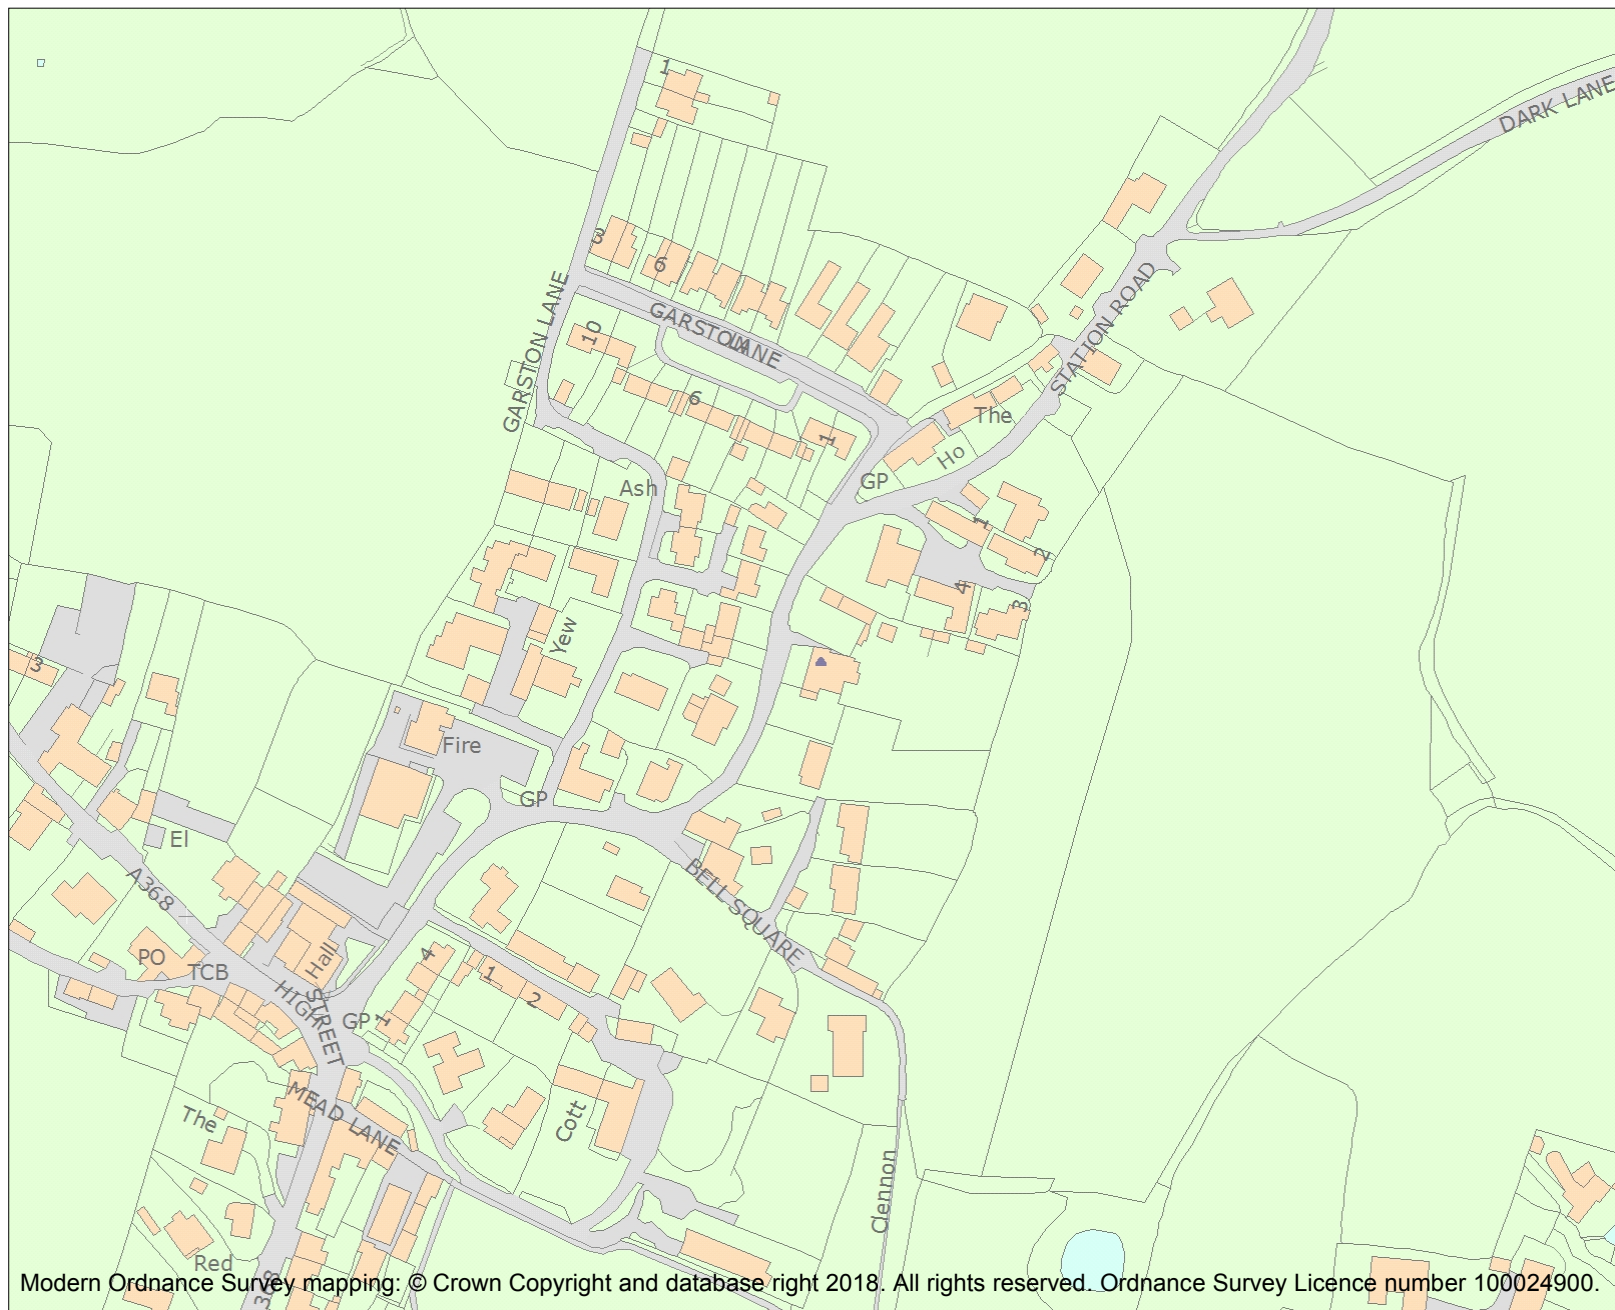 1
DARK LANE
3
6
GARSTON LANE
GARSTON
LANE
STATION ROAD
10
6
1
The
Ho
GP
Ash
1
2
4
3
Yew
3
Fire
GP
El
A368
BELL SQUARE
PO
TCB
Hall
HIGH
STREET
GP
4
1
1
2
MEAD LANE
The
Cott
Clennon
Red
368
Modern Ordnance Survey mapping: © Crown Copyright and database right 2018. All rights reserved. Ordnance Survey Licence number 100024900.